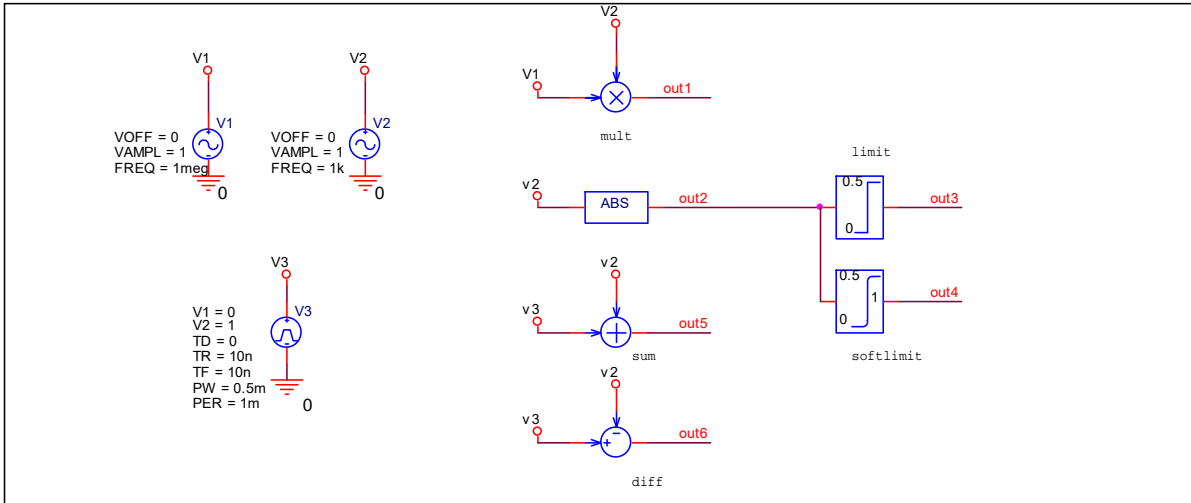 V1
V1
VOFF = 0
VAMPL = 1
FREQ = 1meg
0
V2
V2
VOFF = 0
VAMPL = 1
FREQ = 1k
0
V3
V3
V1 = 0
V2 = 1
TD = 0
TR = 10n
TF = 10n
PW = 0.5m
PER = 1m
0
V2
V1
out1
mult
v2
ABS
out2
limit
0.5
0
out3
0.5
1
0
out4
softlimit
v2
v3
out5
sum
v2
v3
out6
diff